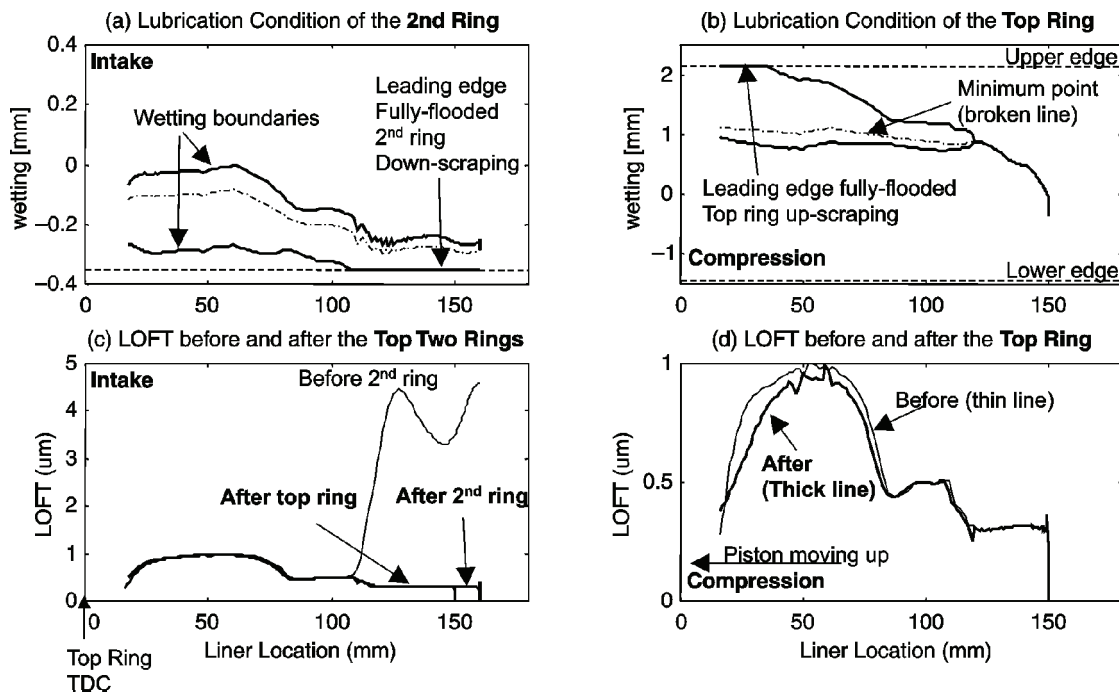 (a) Lubrication Condition of the 2nd Ring
0.4
0.2
0
−0.2
−0.4
wetting [mm]
Intake
Wetting boundaries
Leading edge
Fully-flooded
2nd ring
Down-scraping
0
50
100
150
(b) Lubrication Condition of the Top Ring
2
1
0
−1
wetting [mm]
Upper edge
Minimum point
(broken line)
Leading edge fully-flooded
Top ring up-scraping
Compression
Lower edge
0
50
100
150
(c) LOFT before and after the Top Two Rings
5
4
3
2
1
0
LOFT (um)
Intake
Before 2nd ring
After top ring
After 2nd ring
0
50
100
150
Liner Location (mm)
Top Ring
TDC
(d) LOFT before and after the Top Ring
1
0.5
0
LOFT (um)
Before (thin line)
After
(Thick line)
Piston moving up
Compression
0
50
100
150
Liner Location (mm)